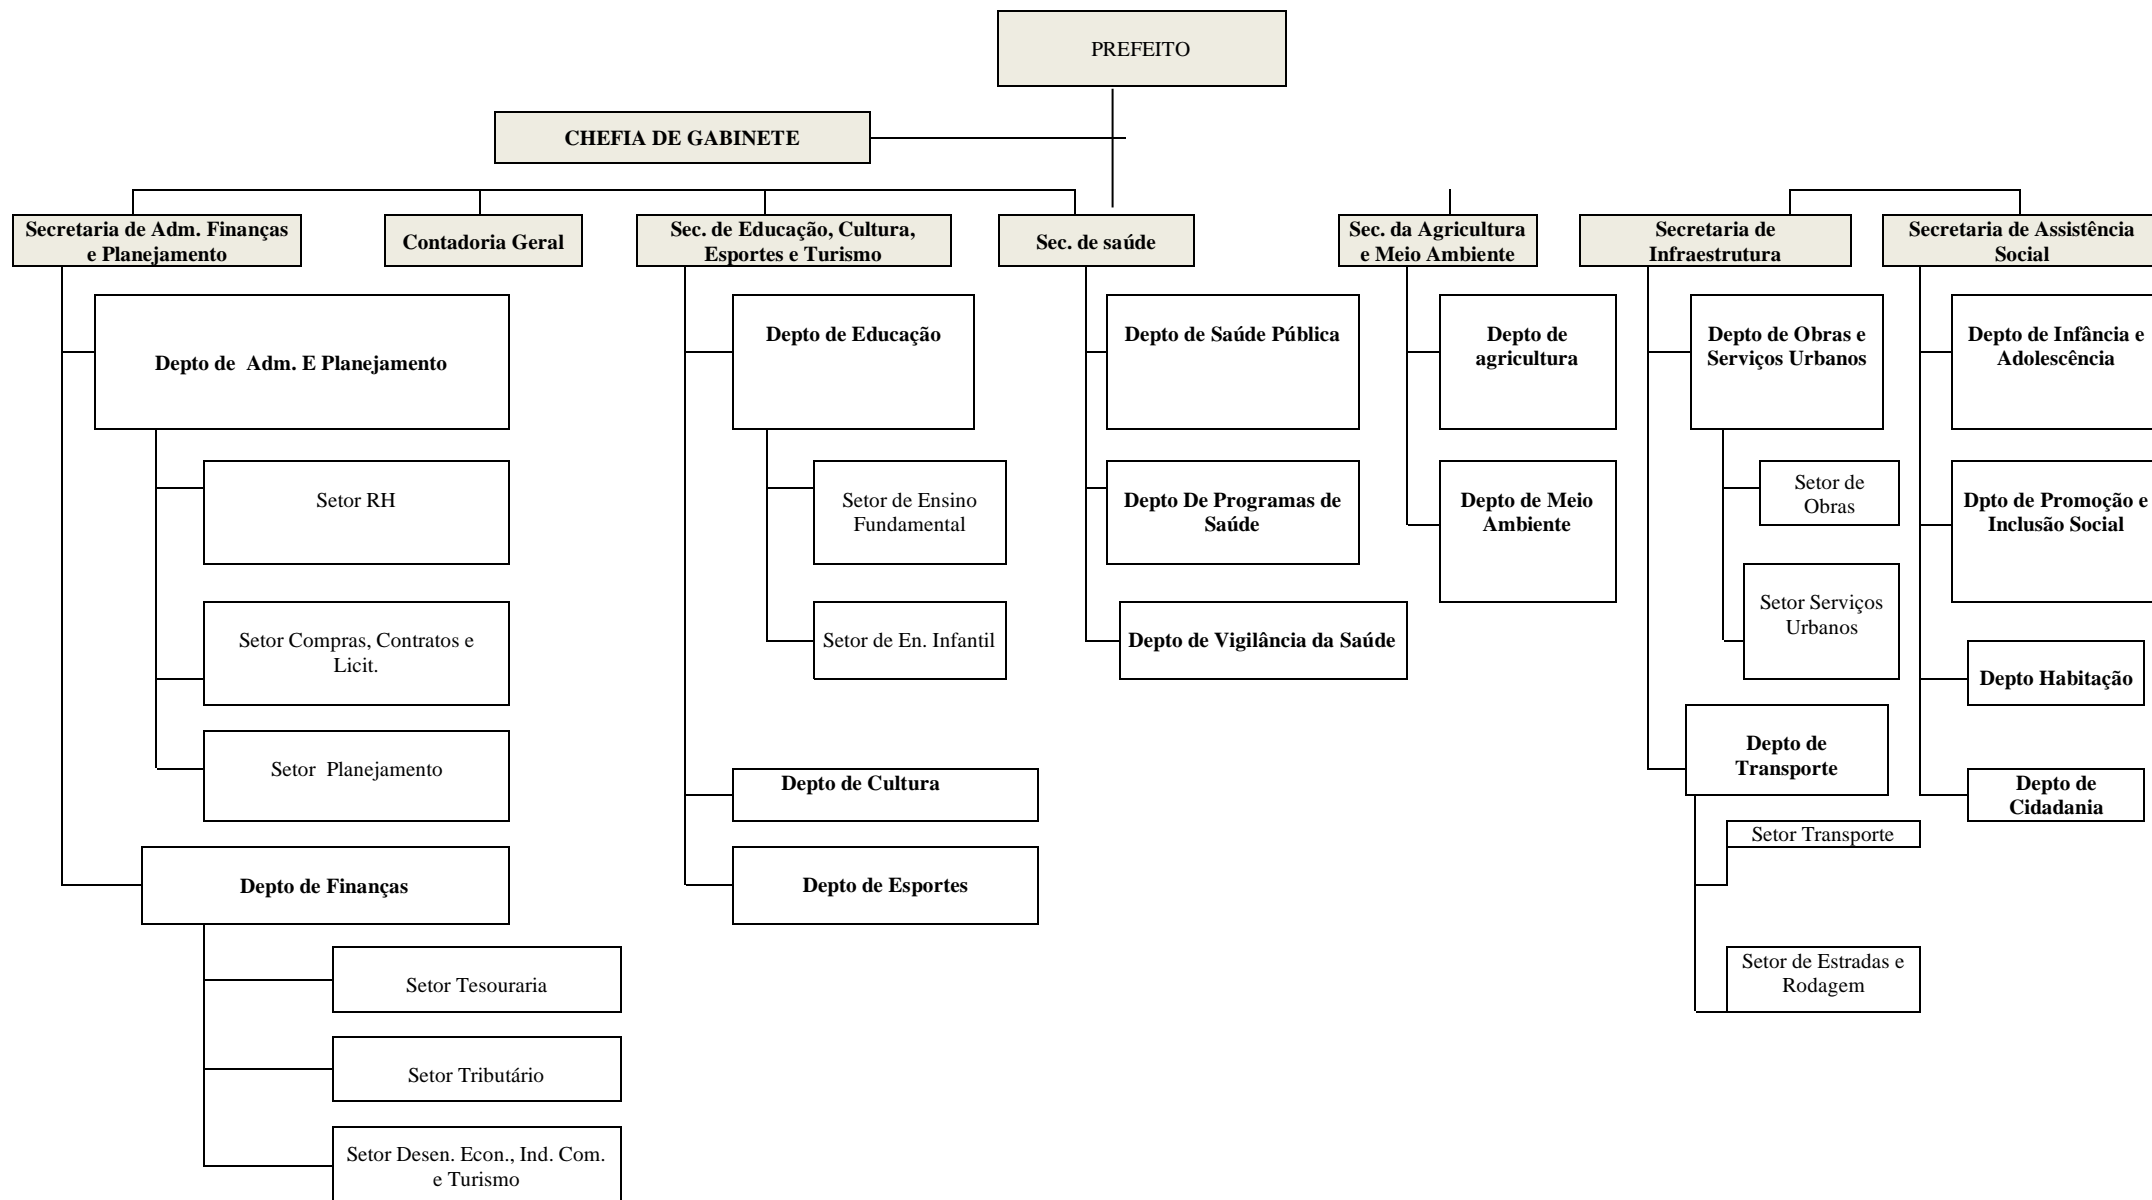 PREFEITO
CHEFIA DE GABINETE
Secretaria de Adm. Finanças
e Planejamento
Contadoria Geral
Sec. de Educação, Cultura,
Esportes e Turismo
Sec. de saúde
Sec. da Agricultura
e Meio Ambiente
Secretaria de
Infraestrutura
Secretaria de Assistência
Social
Depto de Adm. E Planejamento
Setor RH
Setor Compras, Contratos e
Licit.
Setor Planejamento
Depto de Finanças
Setor Tesouraria
Setor Tributário
Setor Desen. Econ., Ind. Com.
e Turismo
Depto de Educação
Setor de Ensino
Fundamental
Setor de En. Infantil
Depto de Cultura
Depto de Esportes
Depto de Saúde Pública
Depto De Programas de
Saúde
Depto de Vigilância da Saúde
Depto de
agricultura
Depto de Meio
Ambiente
Depto de Obras e
Serviços Urbanos
Setor de
Obras
Setor Serviços
Urbanos
Depto de
Transporte
Setor Transporte
Setor de Estradas e
Rodagem
Depto de Infância e
Adolescência
Dpto de Promoção e
Inclusão Social
Depto Habitação
Depto de
Cidadania